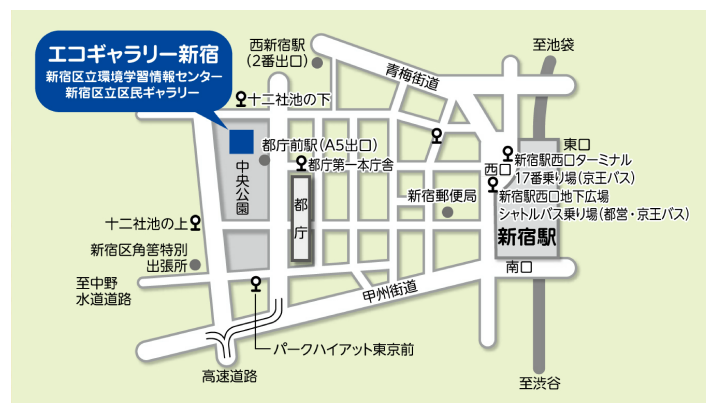 エコギャラリー新宿
新宿区立環境学習情報センター
新宿区立区民ギャラリー
西新宿駅
(2番出口)
青梅街道
至池袋
十二社池の下
都庁前駅(A5出口)
都庁第一本庁舎
東口
西口
新宿駅西口ターミナル
17番乗り場(京王バス)
新宿駅西口地下広場
シャトルバス乗り場(都営・京王バス)
中央公園
都庁
新宿郵便局
十二社池の上
新宿駅
新宿区角筈特別
出張所
南口
至中野
水道道路
甲州街道
パークハイアット東京前
高速道路
至渋谷